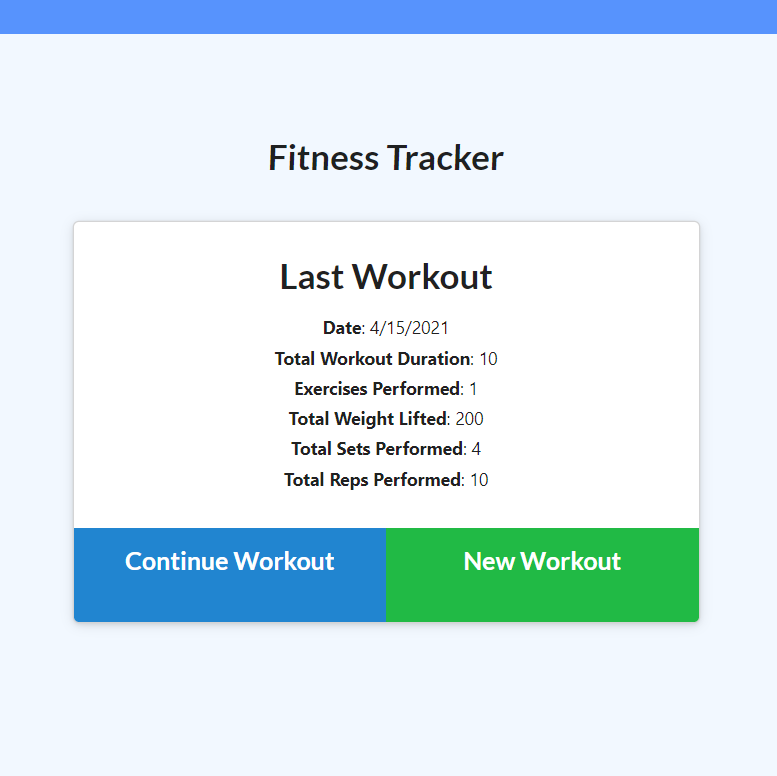 Fitness Tracker
Last Workout
Date: 4/15/2021
Total Workout Duration: 10
Exercises Performed: 1
Total Weight Lifted: 200
Total Sets Performed: 4
Total Reps Performed: 10
Continue Workout
New Workout